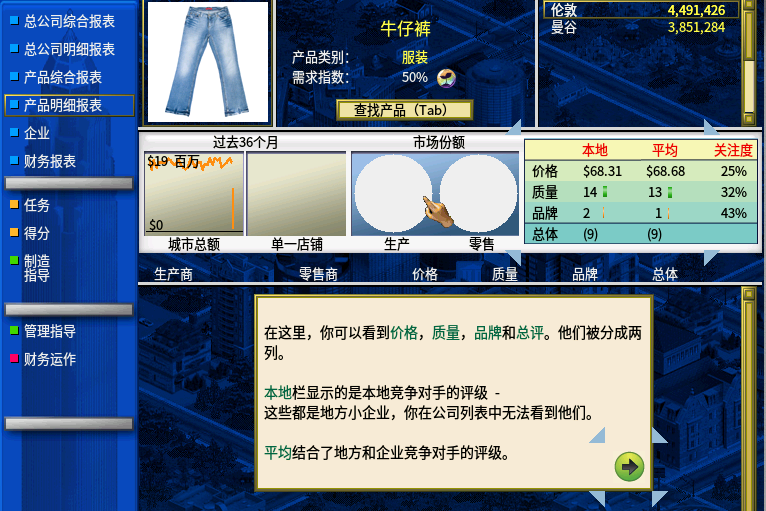 总公司综合报表
总公司明细报表
产品综合报表
产品明细报表
企业
财务报表
任务
得分
制造
指导
管理指导
财务运作
牛仔裤
产品类别: 服装
需求指数: 50%
查找产品（Tab）
伦敦 4,491,426
曼谷 3,851,284
过去36个月 市场份额
$19 百万
$0
城市总额 单一店铺 生产 零售
本地 平均 关注度
价格 $68.31 $68.68 25%
质量 14 13 32%
品牌 2 1 43%
总体 (9) (9)
生产商 零售商 价格 质量 品牌 总体
在这里，你可以看到价格，质量，品牌和总评。他们被分成两
列。
本地栏显示的是本地竞争对手的评级 -
这些都是地方小企业，你在公司列表中无法看到他们。
平均结合了地方和企业竞争对手的评级。